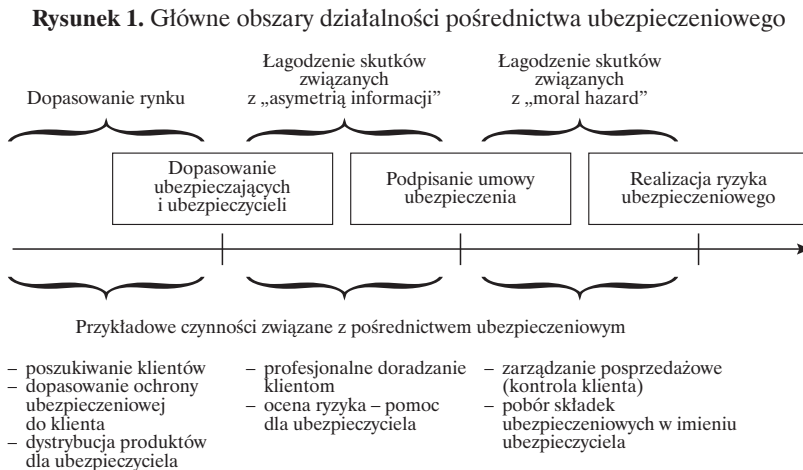 Rysunek 1. Główne obszary działalności pośrednictwa ubezpieczeniowego
Dopasowanie rynku
Łagodzenie skutków
związanych
z „asymetrią informacji”
Łagodzenie skutków
związanych
z „moral hazard”
Dopasowanie
ubezpieczających
i ubezpieczycieli
Podpisanie umowy
ubezpieczenia
Realizacja ryzyka
ubezpieczeniowego
Przykładowe czynności związane z pośrednictwem ubezpieczeniowym
– poszukiwanie klientów
– dopasowanie ochrony
ubezpieczeniowej
do klienta
– dystrybucja produktów
dla ubezpieczyciela
– profesjonalne doradzanie
klientom
– ocena ryzyka – pomoc
dla ubezpieczyciela
– zarządzanie posprzedażowe
(kontrola klienta)
– pobór składek
ubezpieczeniowych w imieniu
ubezpieczyciela